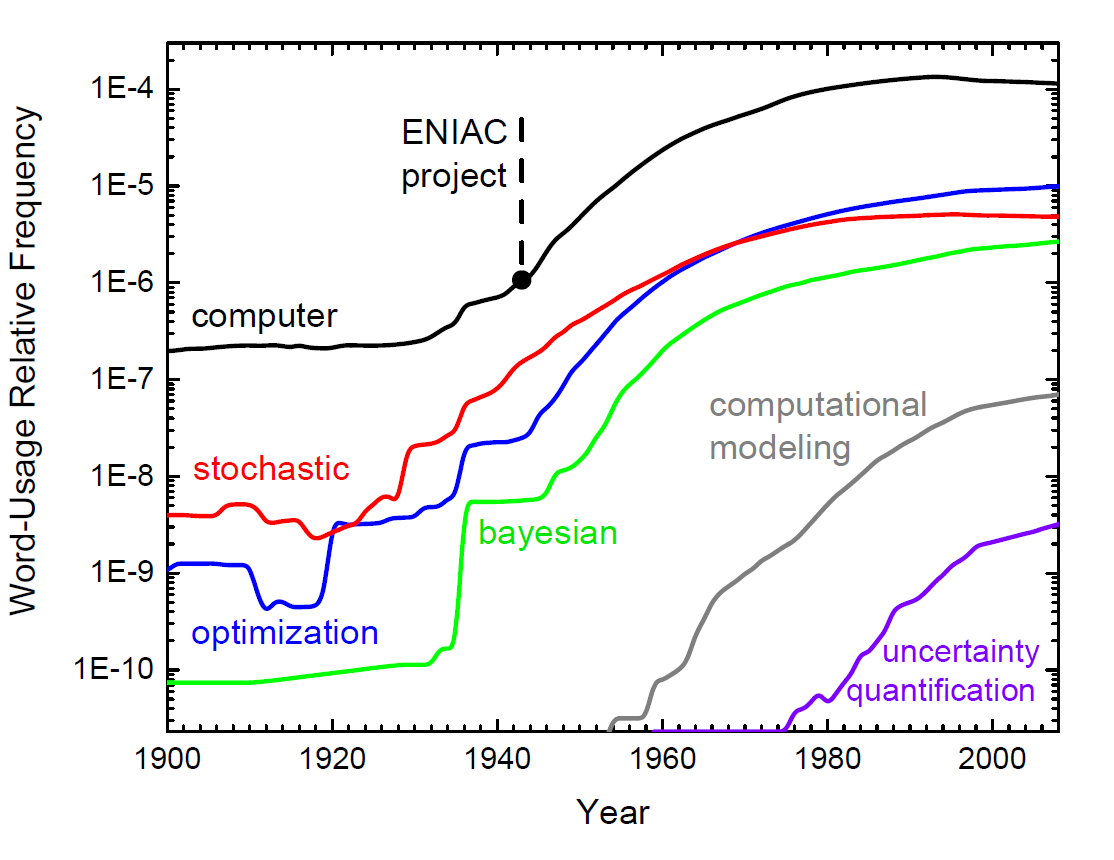 Word-Usage Relative Frequency
1E-4
1E-5
1E-6
1E-7
1E-8
1E-9
1E-10
ENIAC
project
computer
stochastic
optimization
bayesian
computational
modeling
uncertainty
quantification
1900
1920
1940
1960
1980
2000
Year